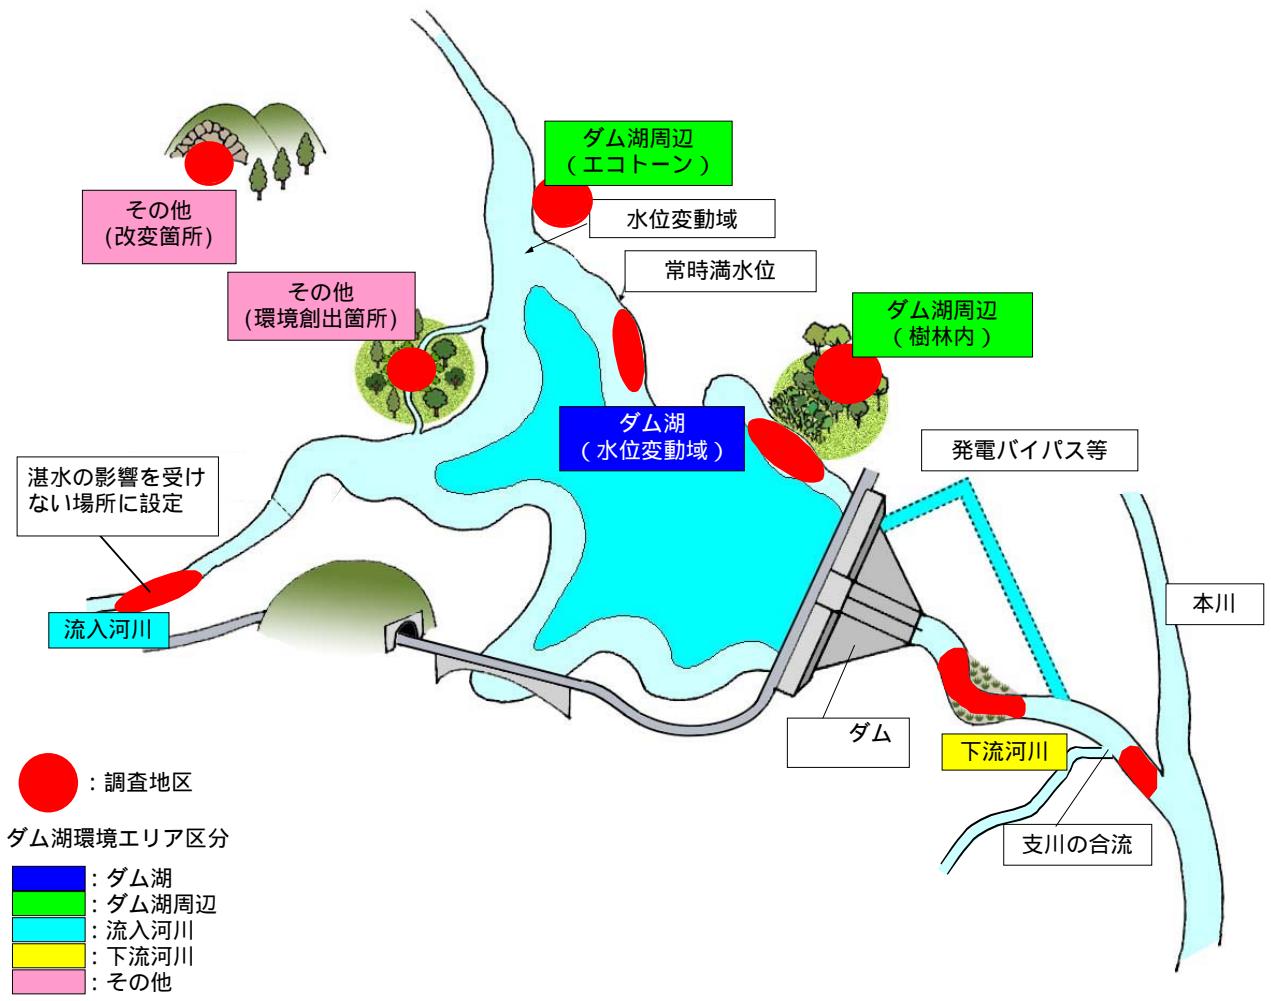 ダム湖周辺
（エコトーン）
その他
(改変箇所)
水位変動域
常時満水位
その他
(環境創出箇所)
ダム湖周辺
（樹林内）
ダム湖
（水位変動域）
発電バイパス等
湛水の影響を受け
ない場所に設定
本川
流入河川
ダム
下流河川
支川の合流
：調査地区
ダム湖環境エリア区分
：ダム湖
：ダム湖周辺
：流入河川
：下流河川
：その他